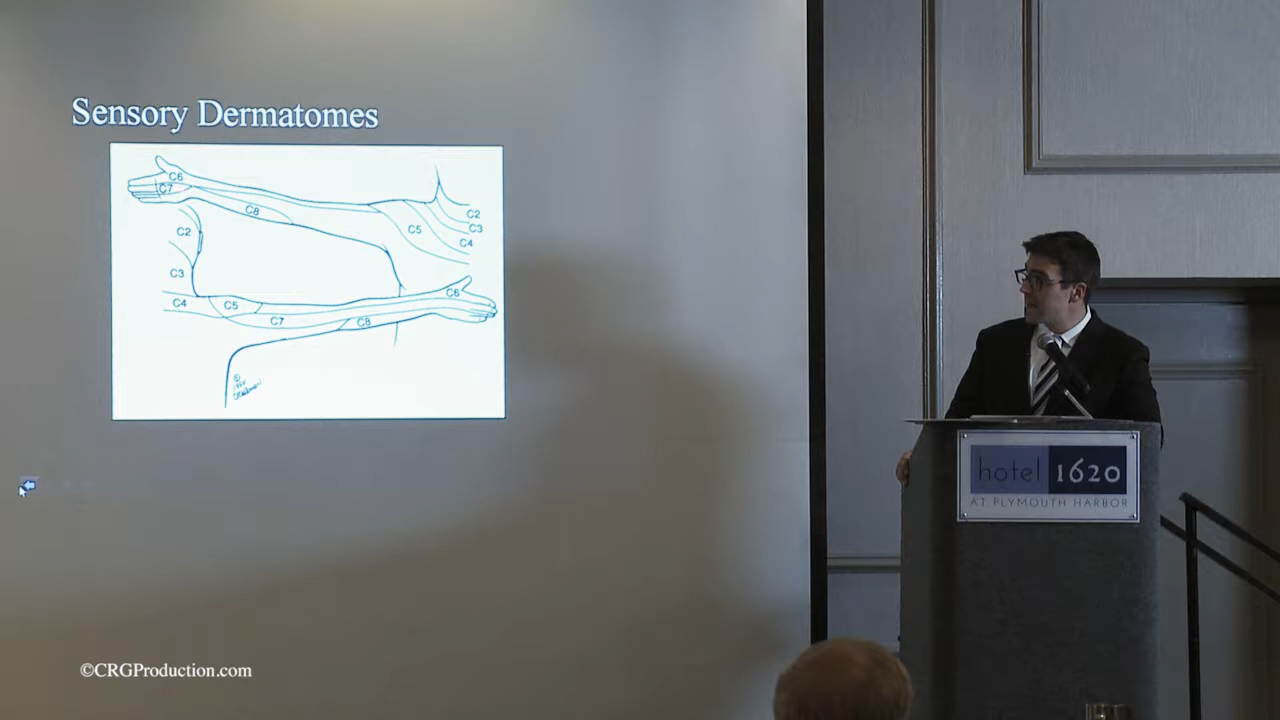 Sensory Dermatomes
C6
C7
C8
C5
C2
C3
C4
C2
C3
C4
C5
C7
C8
C6
©
hotel 1620
AT PLYMOUTH HARBOR
©CRGProduction.com